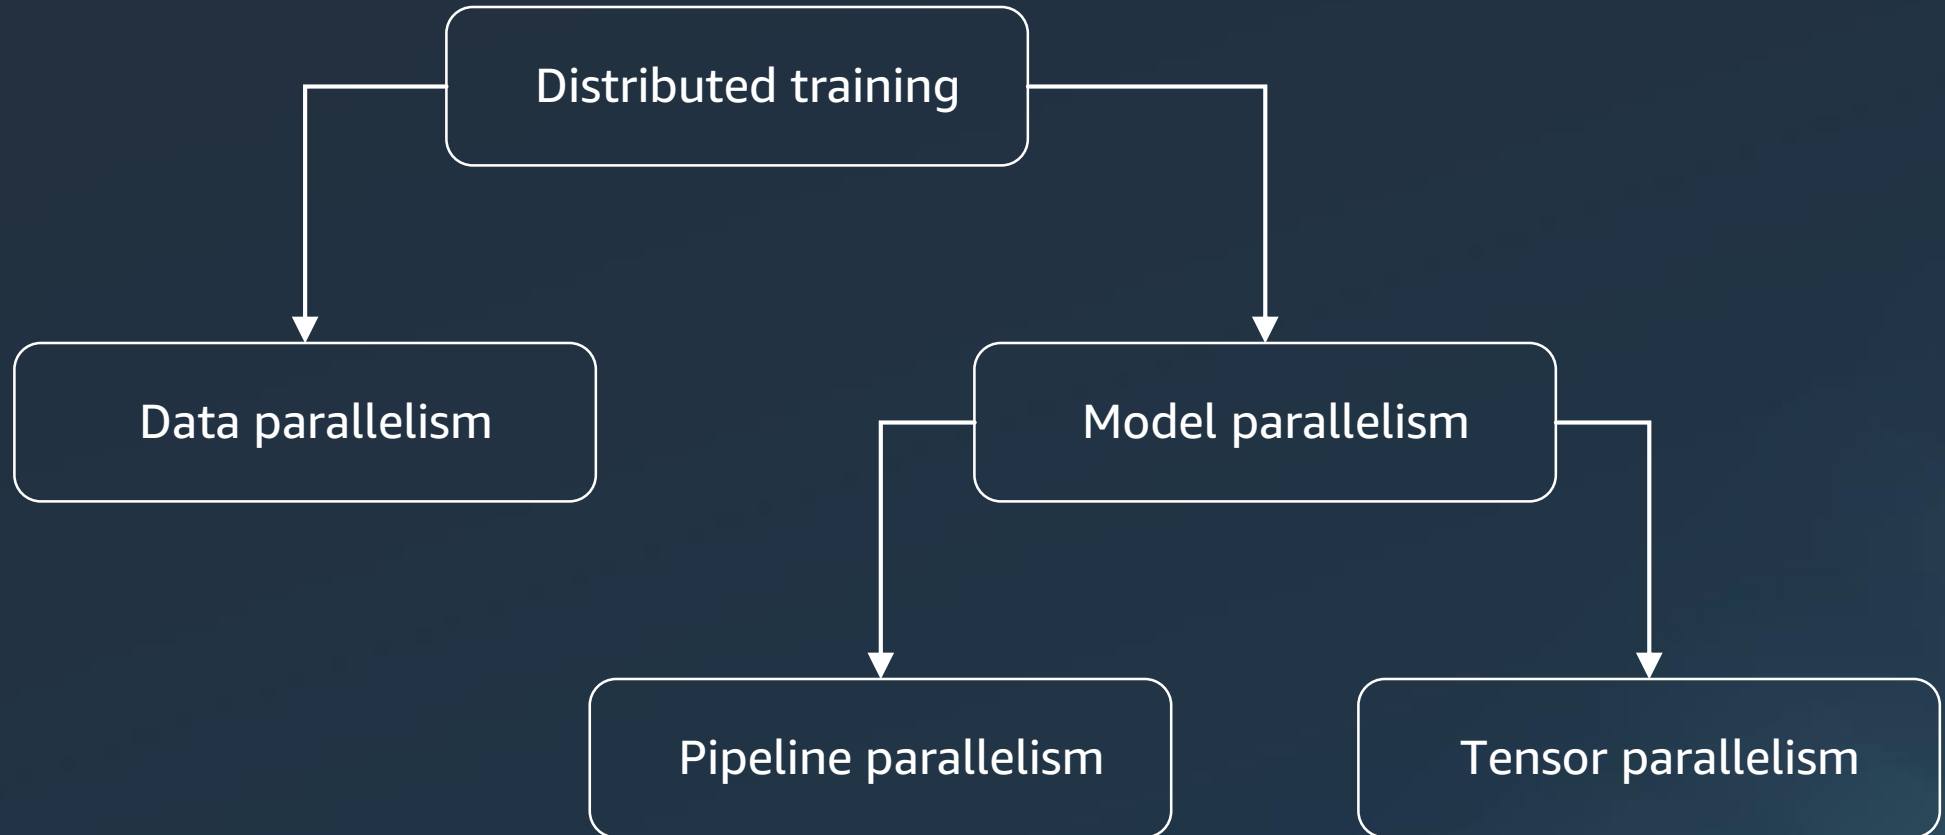 Distributed training
Data parallelism
Model parallelism
Pipeline parallelism
Tensor parallelism